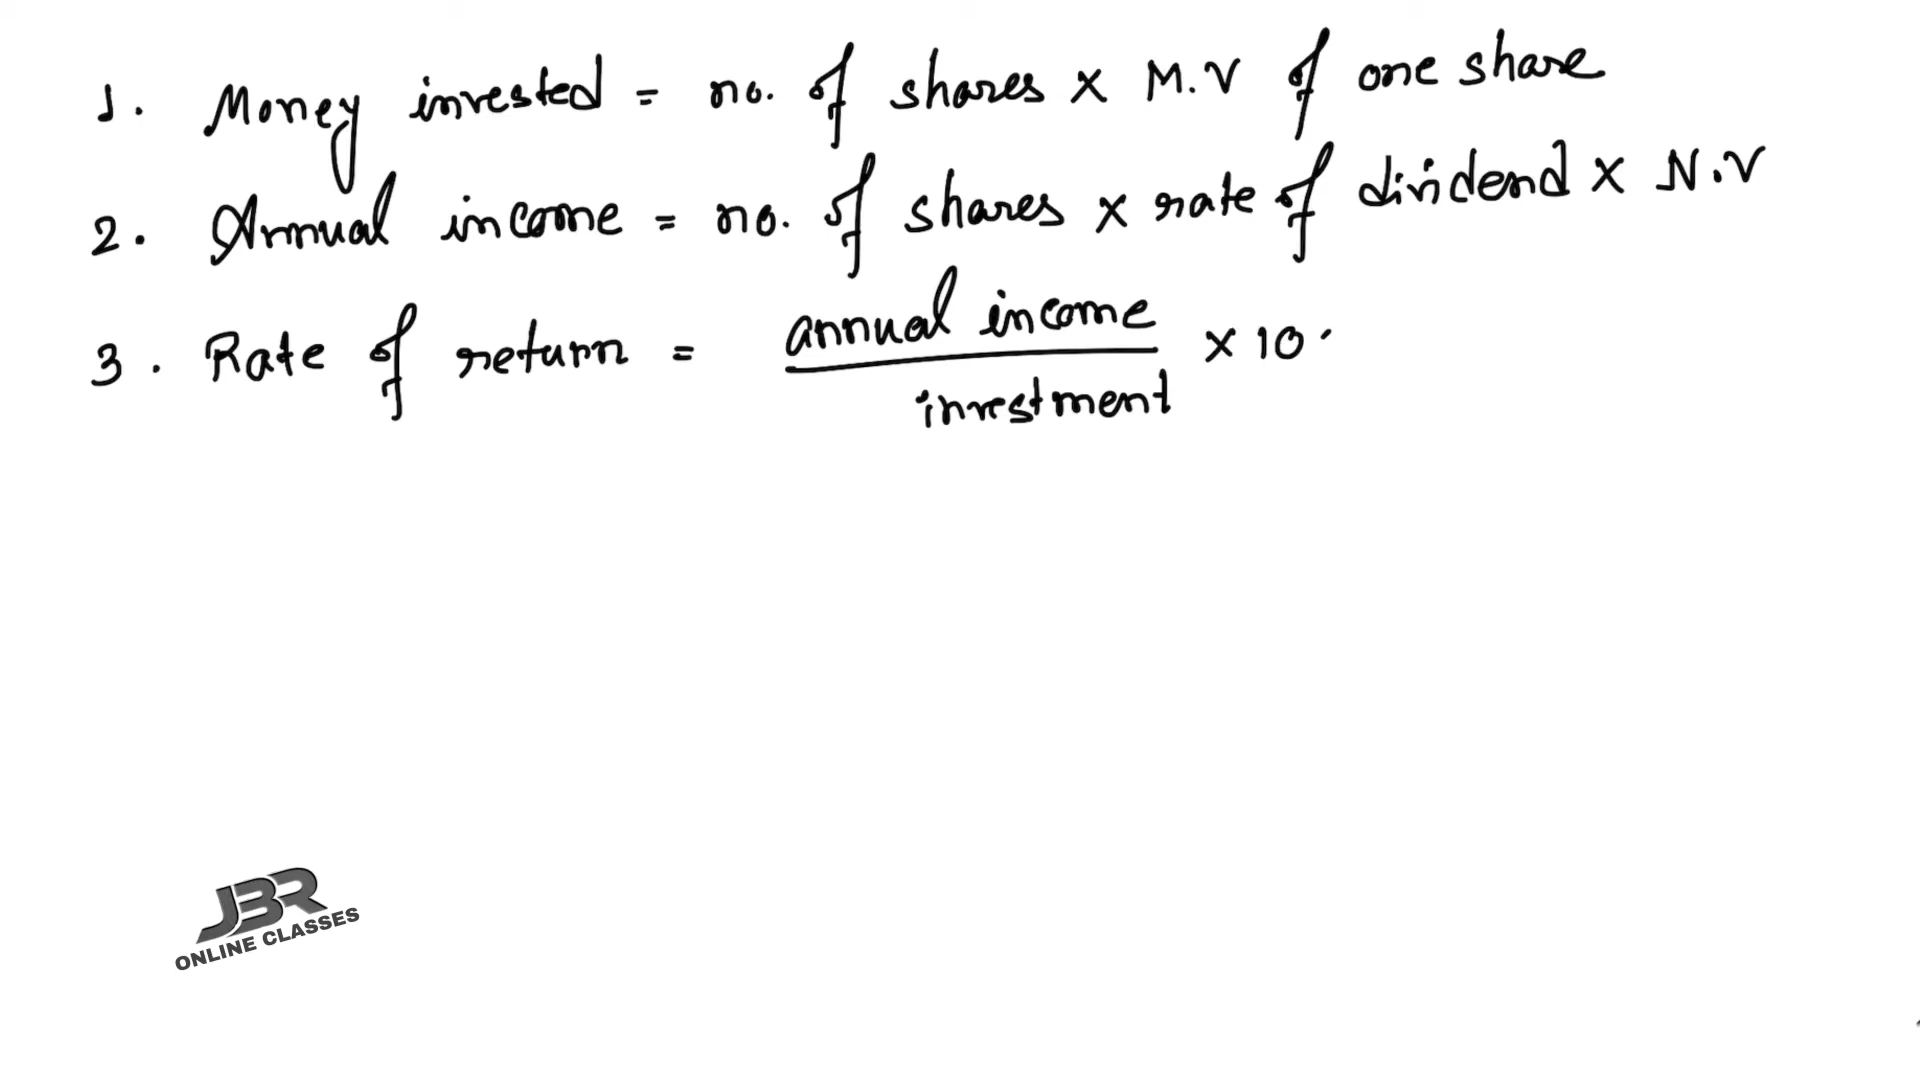 1. Money invested = no. of shares x M.V of one share
2. Annual income = no. of shares x rate of dividend x N.V
3. Rate of return = annual income / investment x 10
JBR
ONLINE CLASSES